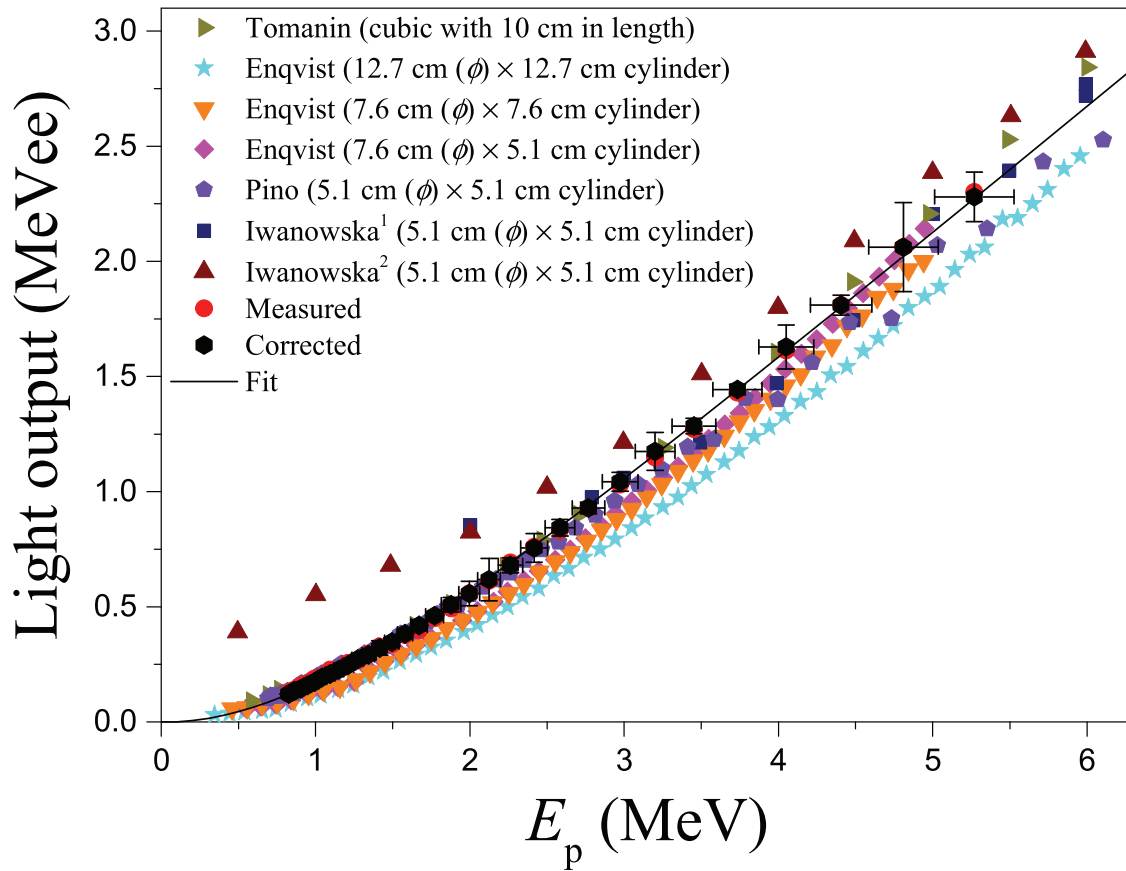 Light output (MeVee)
3.0
2.5
2.0
1.5
1.0
0.5
0.0
Tomanin (cubic with 10 cm in length)
Enqvist (12.7 cm (ϕ) × 12.7 cm cylinder)
Enqvist (7.6 cm (ϕ) × 7.6 cm cylinder)
Enqvist (7.6 cm (ϕ) × 5.1 cm cylinder)
Pino (5.1 cm (ϕ) × 5.1 cm cylinder)
Iwanowska¹ (5.1 cm (ϕ) × 5.1 cm cylinder)
Iwanowska² (5.1 cm (ϕ) × 5.1 cm cylinder)
Measured
Corrected
Fit
0 1 2 3 4 5 6
Eₚ (MeV)